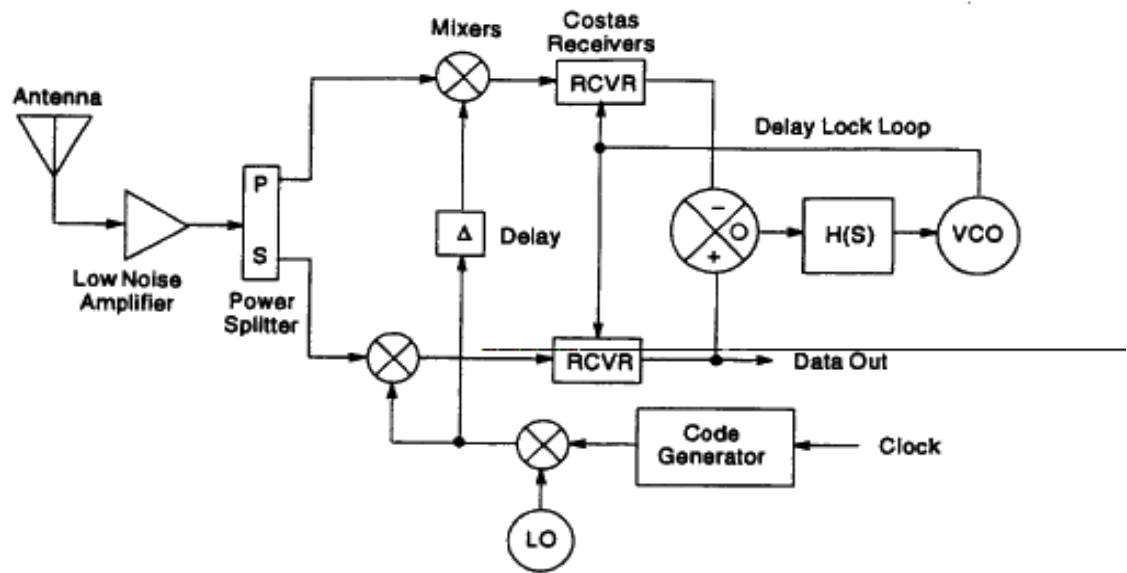 Mixers
Costas
Receivers
RCVR
Antenna
Delay Lock Loop
P
S
Δ
Delay
−
+
H(S)
VCO
Low Noise
Amplifier
Power
Splitter
RCVR
Data Out
Code
Generator
Clock
LO